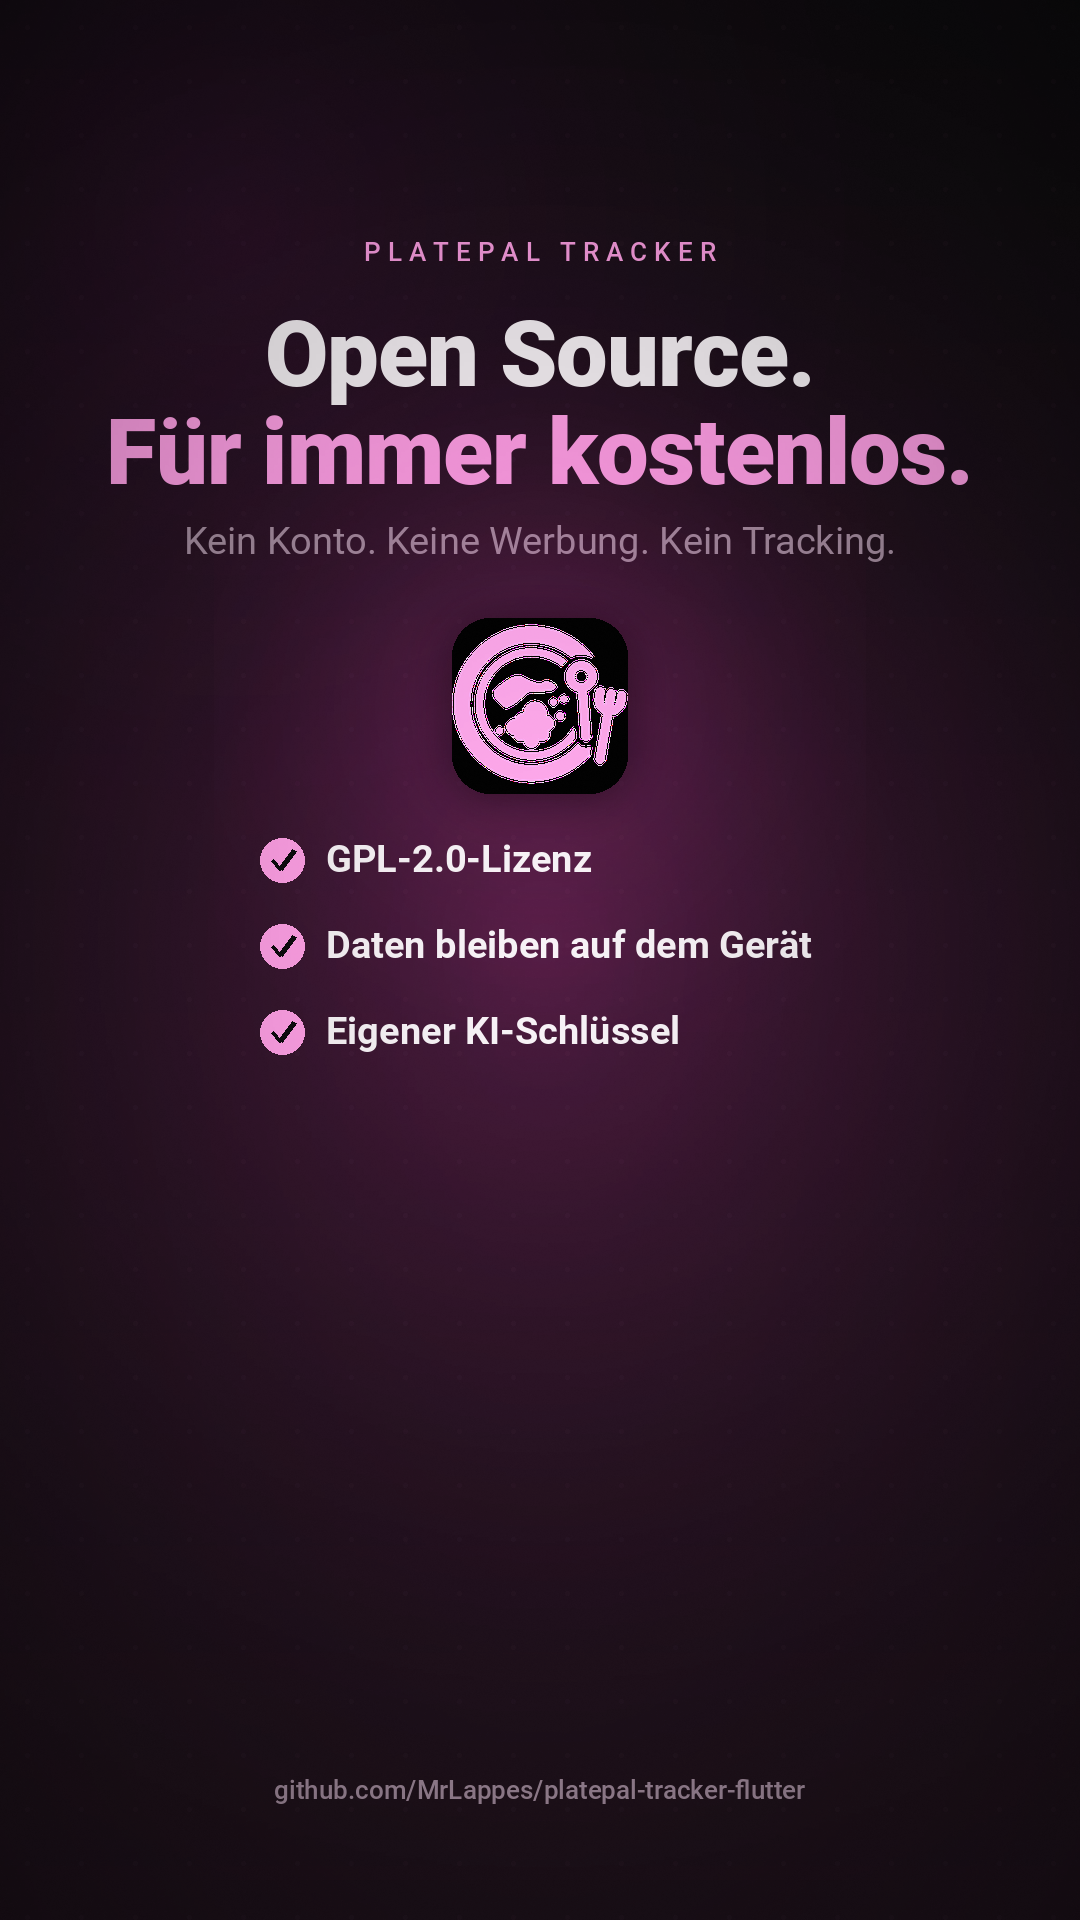 PLATEPAL TRACKER
Open Source.
Für immer kostenlos.
Kein Konto. Keine Werbung. Kein Tracking.
GPL-2.0-Lizenz
Daten bleiben auf dem Gerät
Eigener KI-Schlüssel
github.com/MrLappes/platepal-tracker-flutter